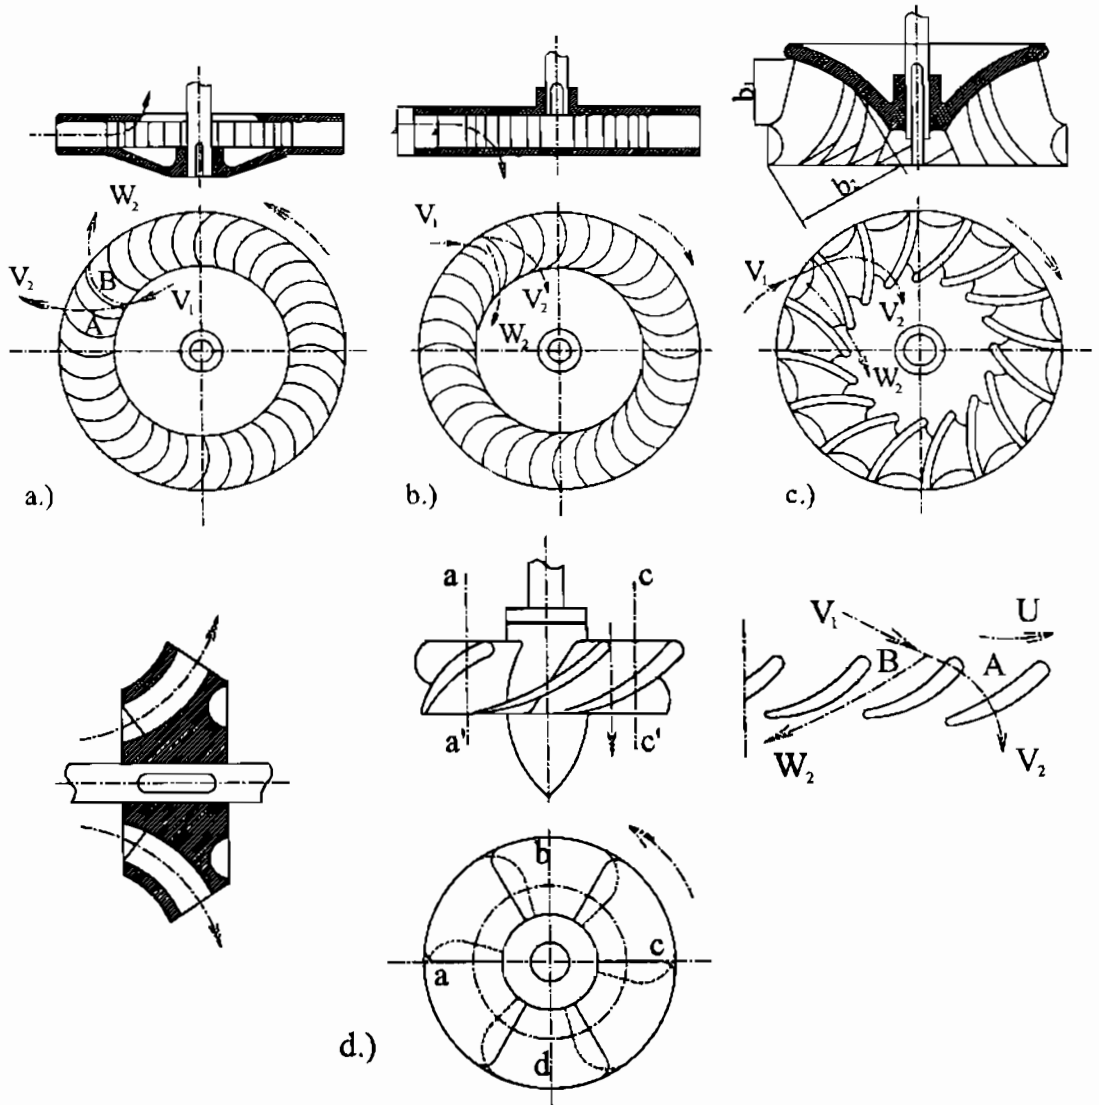 b₁
b₂
W₂
V₂
B
A
V₁
a.)
V₁
V₂
W₂
b.)
V₁
V₂
W₂
c.)
a
c
a'
c'
V₁
U
B
A
W₂
V₂
b
a
c
d
d.)